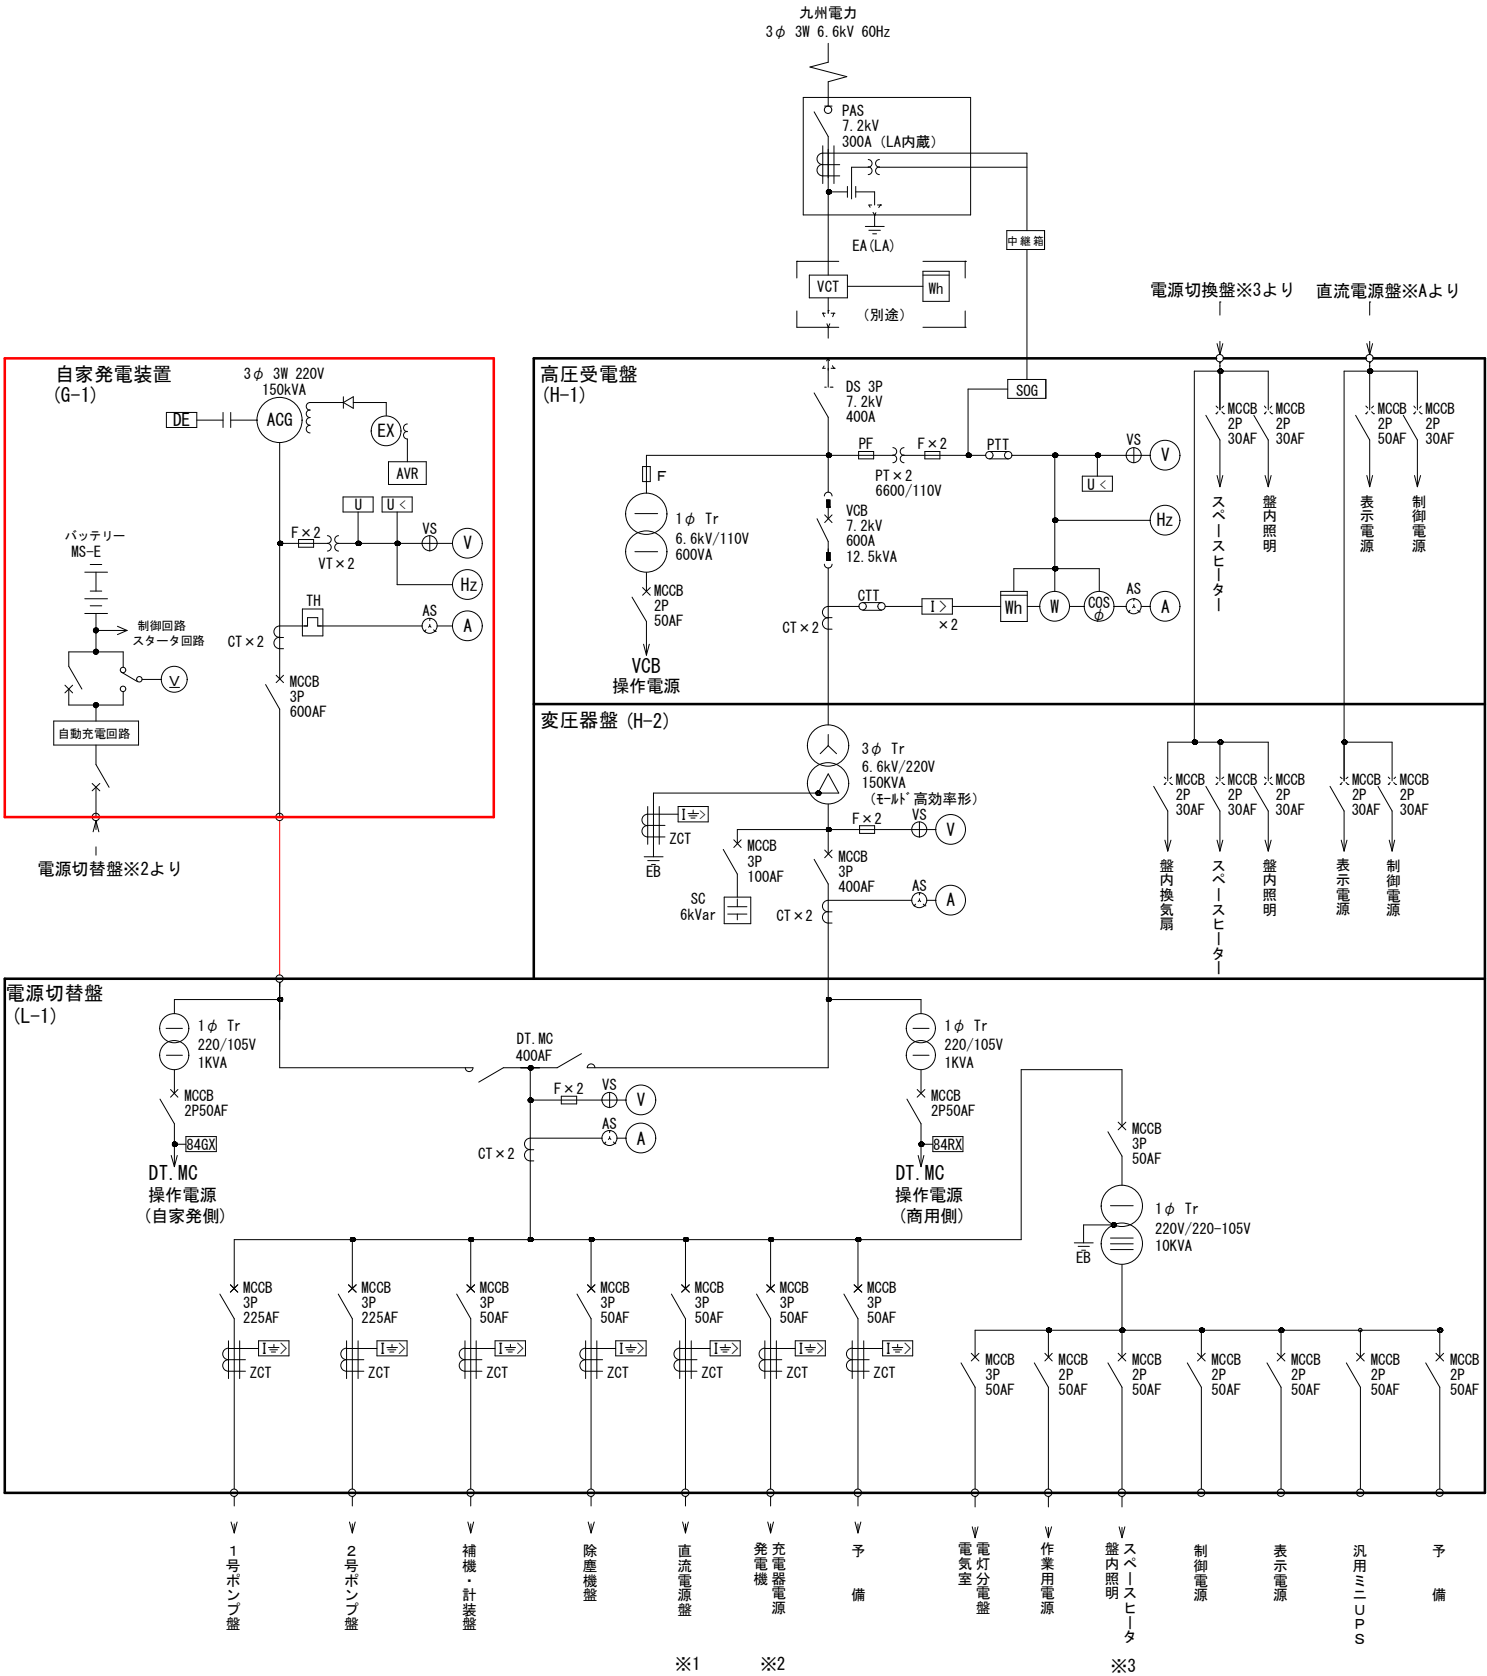 九州電力
3φ 3W 6.6kV 60Hz
PAS
7.2kV
300A (LA内蔵)
EA(LA)
中継箱
VCT
Wh
(別途)
電源切換盤※3より
直流電源盤※Aより
自家発電装置
(G-1)
3φ 3W 220V
150kVA
DE
ACG
EX
AVR
U
U<
F×2
VT×2
VS
V
Hz
バッテリー
MS-E
制御回路
スタータ回路
TH
CT×2
AS
A
V
MCCB
3P
600AF
自動充電回路
電源切替盤※2より
高圧受電盤
(H-1)
DS 3P
7.2kV
400A
SOG
PF
F×2
PTT
PT×2
6600/110V
VS
V
U<
Hz
F
1φ Tr
6.6kV/110V
600VA
VCB
7.2kV
600A
12.5kVA
MCCB
2P
50AF
VCB
操作電源
CTT
CT×2
I>
×2
Wh
W
COS
φ
AS
A
MCCB
2P
30AF
MCCB
2P
30AF
MCCB
2P
50AF
MCCB
2P
30AF
スペースヒーター
盤内照明
表示電源
制御電源
変圧器盤 (H-2)
3φ Tr
6.6kV/220V
150KVA
(ﾓｰﾙﾄﾞ高効率形)
I>
ZCT
EB
F×2
VS
V
MCCB
3P
100AF
MCCB
3P
400AF
SC
6kVar
CT×2
AS
A
MCCB
2P
30AF
MCCB
2P
30AF
MCCB
2P
30AF
MCCB
2P
30AF
MCCB
2P
30AF
盤内換気扇
スペースヒーター
盤内照明
表示電源
制御電源
電源切替盤
(L-1)
1φ Tr
220/105V
1KVA
MCCB
2P50AF
84GX
DT.MC
操作電源
(自家発側)
DT.MC
400AF
F×2
VS
V
AS
A
CT×2
1φ Tr
220/105V
1KVA
MCCB
2P50AF
84RX
DT.MC
操作電源
(商用側)
MCCB
3P
50AF
1φ Tr
220V/220-105V
10KVA
EB
MCCB
3P
225AF
MCCB
3P
225AF
MCCB
3P
50AF
MCCB
3P
50AF
MCCB
3P
50AF
MCCB
3P
50AF
MCCB
3P
50AF
I>
ZCT
I>
ZCT
I>
ZCT
I>
ZCT
I>
ZCT
I>
ZCT
I>
ZCT
MCCB
3P
50AF
MCCB
2P
50AF
MCCB
2P
50AF
MCCB
2P
50AF
MCCB
2P
50AF
MCCB
2P
50AF
MCCB
2P
50AF
1号ポンプ盤
2号ポンプ盤
補機・計装盤
除塵機盤
直流電源盤
※1
発電機
充電器電源
※2
予備
電気室
電灯分電盤
作業用電源
盤内照明
スペースヒータ
※3
制御電源
表示電源
汎用ミニUPS
予備